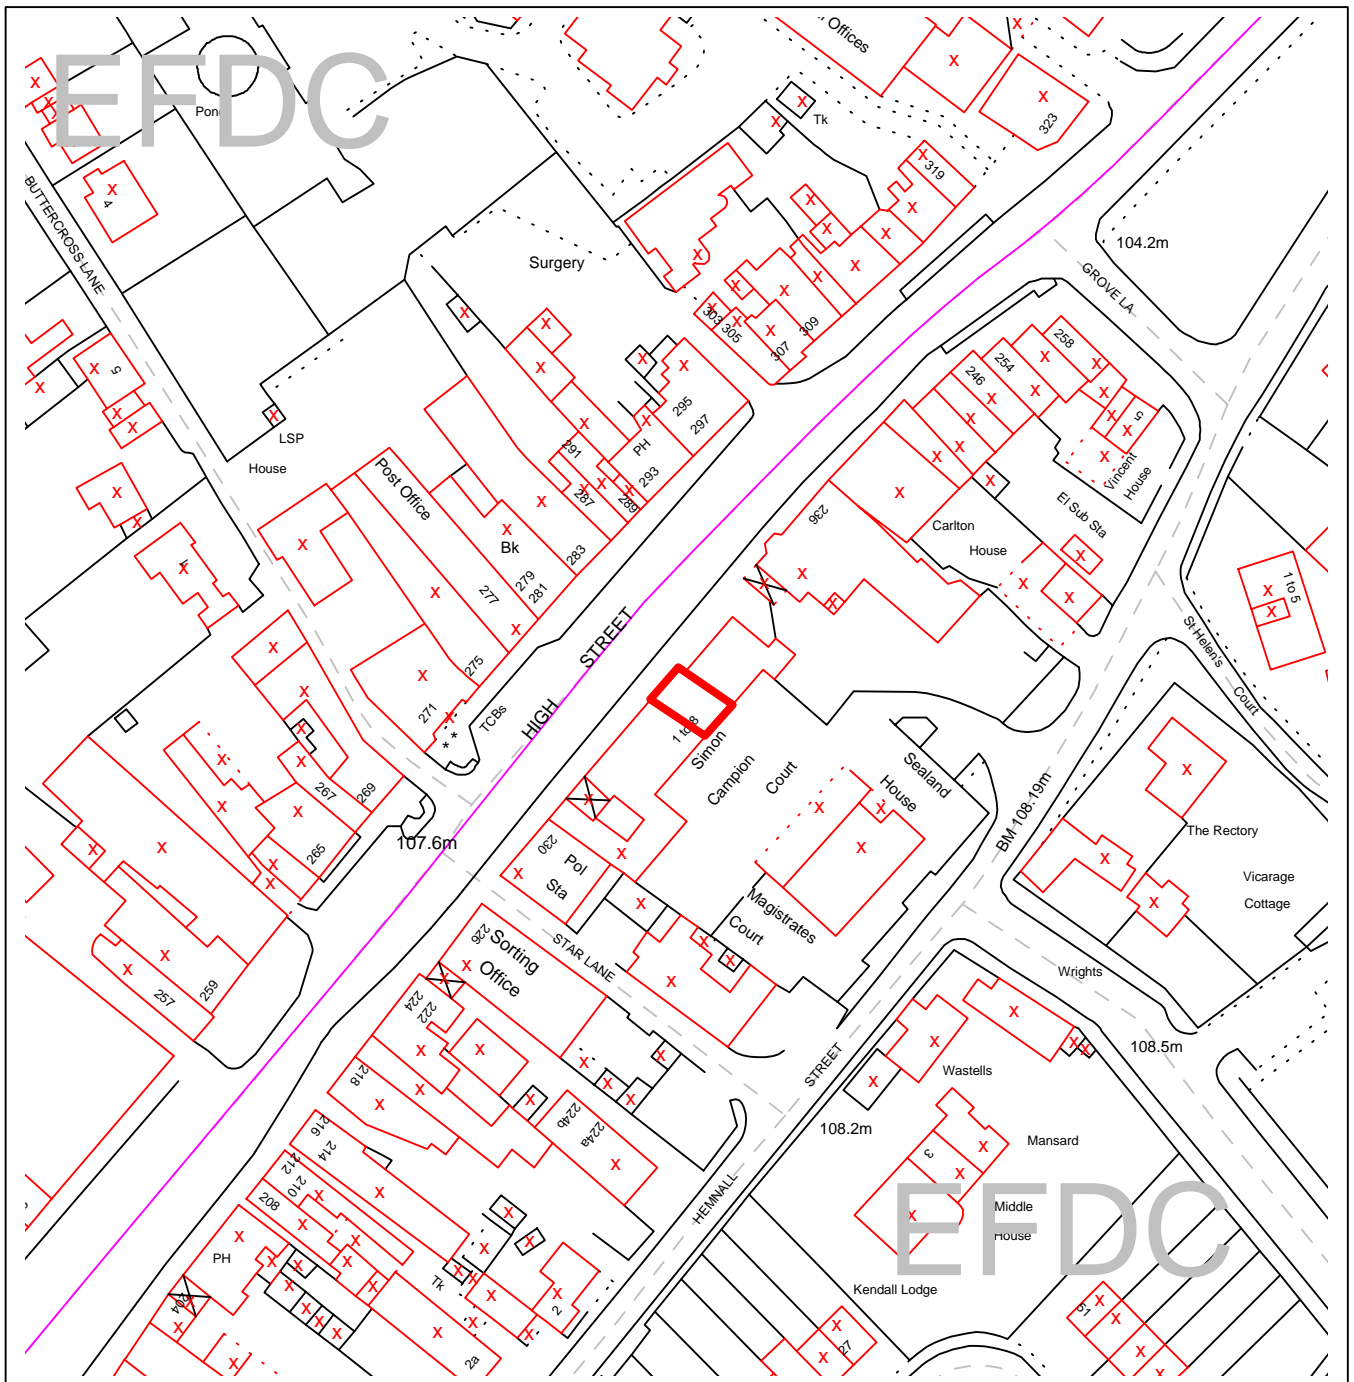 EFDC
Pond
4
BUTTERCROSS LANE
Offices
Tk
323
319
104.2m
GROVE LA
Surgery
303
305
307
309
258
254
246
5
Vincent
House
5
LSP
House
Post Office
295
297
PH
293
291
287
289
283
Bk
279
281
277
275
271
TCBs
236
Carlton
House
El Sub Sta
1 to 5
St Helen's
Court
HIGH
STREET
1 to 8
Simon
Campion
Court
Sealand
House
BM 108.19m
The Rectory
Vicarage
Cottage
267
269
265
107.6m
230
Pol
Sta
Magistrates
Court
STAR LANE
226
Sorting
Office
257
259
224
222
218
216
214
212
210
208
PH
204
224b
224a
Tk
2
2a
HEMNALL
STREET
Wrights
108.5m
Wastells
108.2m
Mansard
3
Middle
House
Kendall Lodge
27
51
EFDC